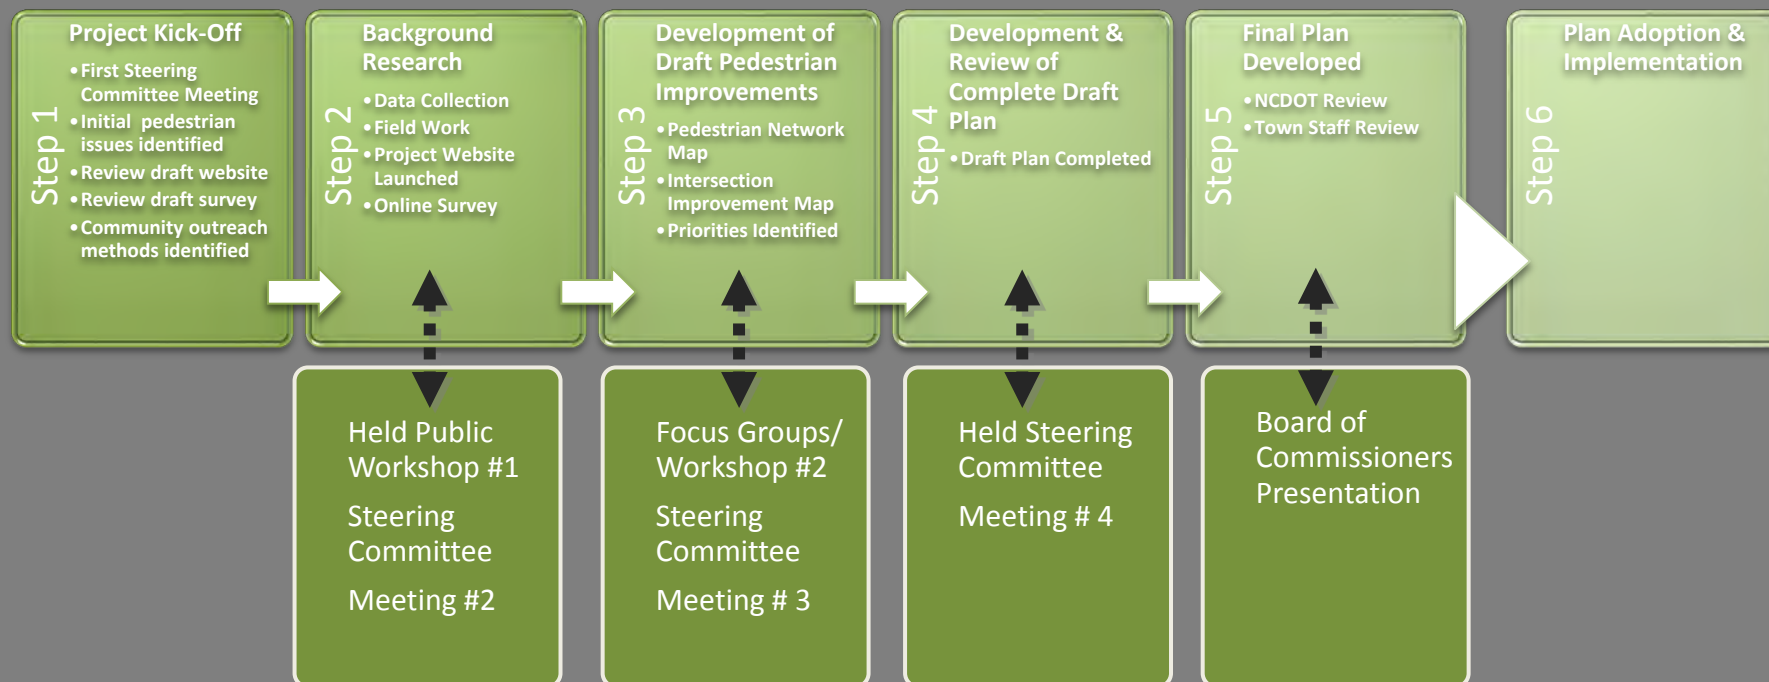 Step 1
Project Kick-Off
•First Steering
Committee Meeting
•Initial pedestrian
issues identified
•Review draft website
•Review draft survey
•Community outreach
methods identified
Step 2
Background
Research
•Data Collection
•Field Work
•Project Website
Launched
•Online Survey
Step 3
Development of
Draft Pedestrian
Improvements
•Pedestrian Network
Map
•Intersection
Improvement Map
•Priorities Identified
Step 4
Development &
Review of
Complete Draft
Plan
•Draft Plan Completed
Step 5
Final Plan
Developed
•NCDOT Review
•Town Staff Review
Step 6
Plan Adoption &
Implementation
Held Public
Workshop #1
Steering
Committee
Meeting #2
Focus Groups/
Workshop #2
Steering
Committee
Meeting # 3
Held Steering
Committee
Meeting # 4
Board of
Commissioners
Presentation